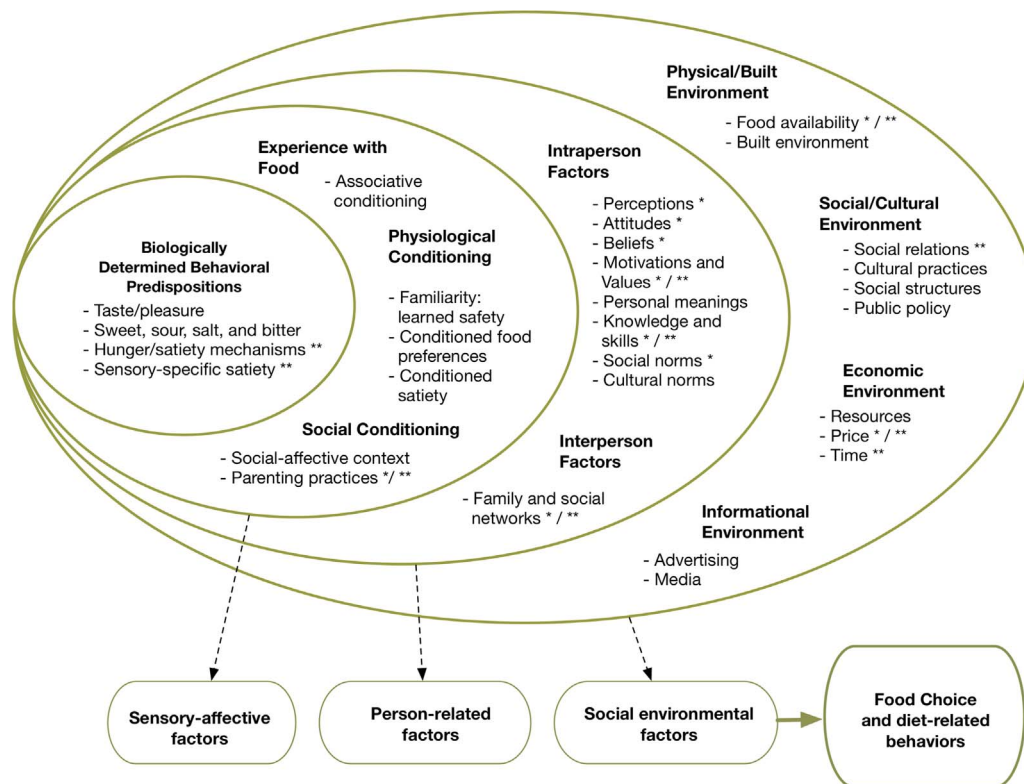 Biologically
Determined Behavioral
Predispositions
- Taste/pleasure
- Sweet, sour, salt, and bitter
- Hunger/satiety mechanisms **
- Sensory-specific satiety **
Experience with
Food
- Associative
conditioning
Physiological
Conditioning
- Familiarity:
learned safety
- Conditioned food
preferences
- Conditioned
satiety
Social Conditioning
- Social-affective context
- Parenting practices */ **
Intraperson
Factors
- Perceptions *
- Attitudes *
- Beliefs *
- Motivations and
Values * / **
- Personal meanings
- Knowledge and
skills * / **
- Social norms *
- Cultural norms
Interperson
Factors
- Family and social
networks * / **
Physical/Built
Environment
- Food availability * / **
- Built environment
Social/Cultural
Environment
- Social relations **
- Cultural practices
- Social structures
- Public policy
Economic
Environment
- Resources
- Price * / **
- Time **
Informational
Environment
- Advertising
- Media
Sensory-affective
factors
Person-related
factors
Social environmental
factors
Food Choice
and diet-related
behaviors